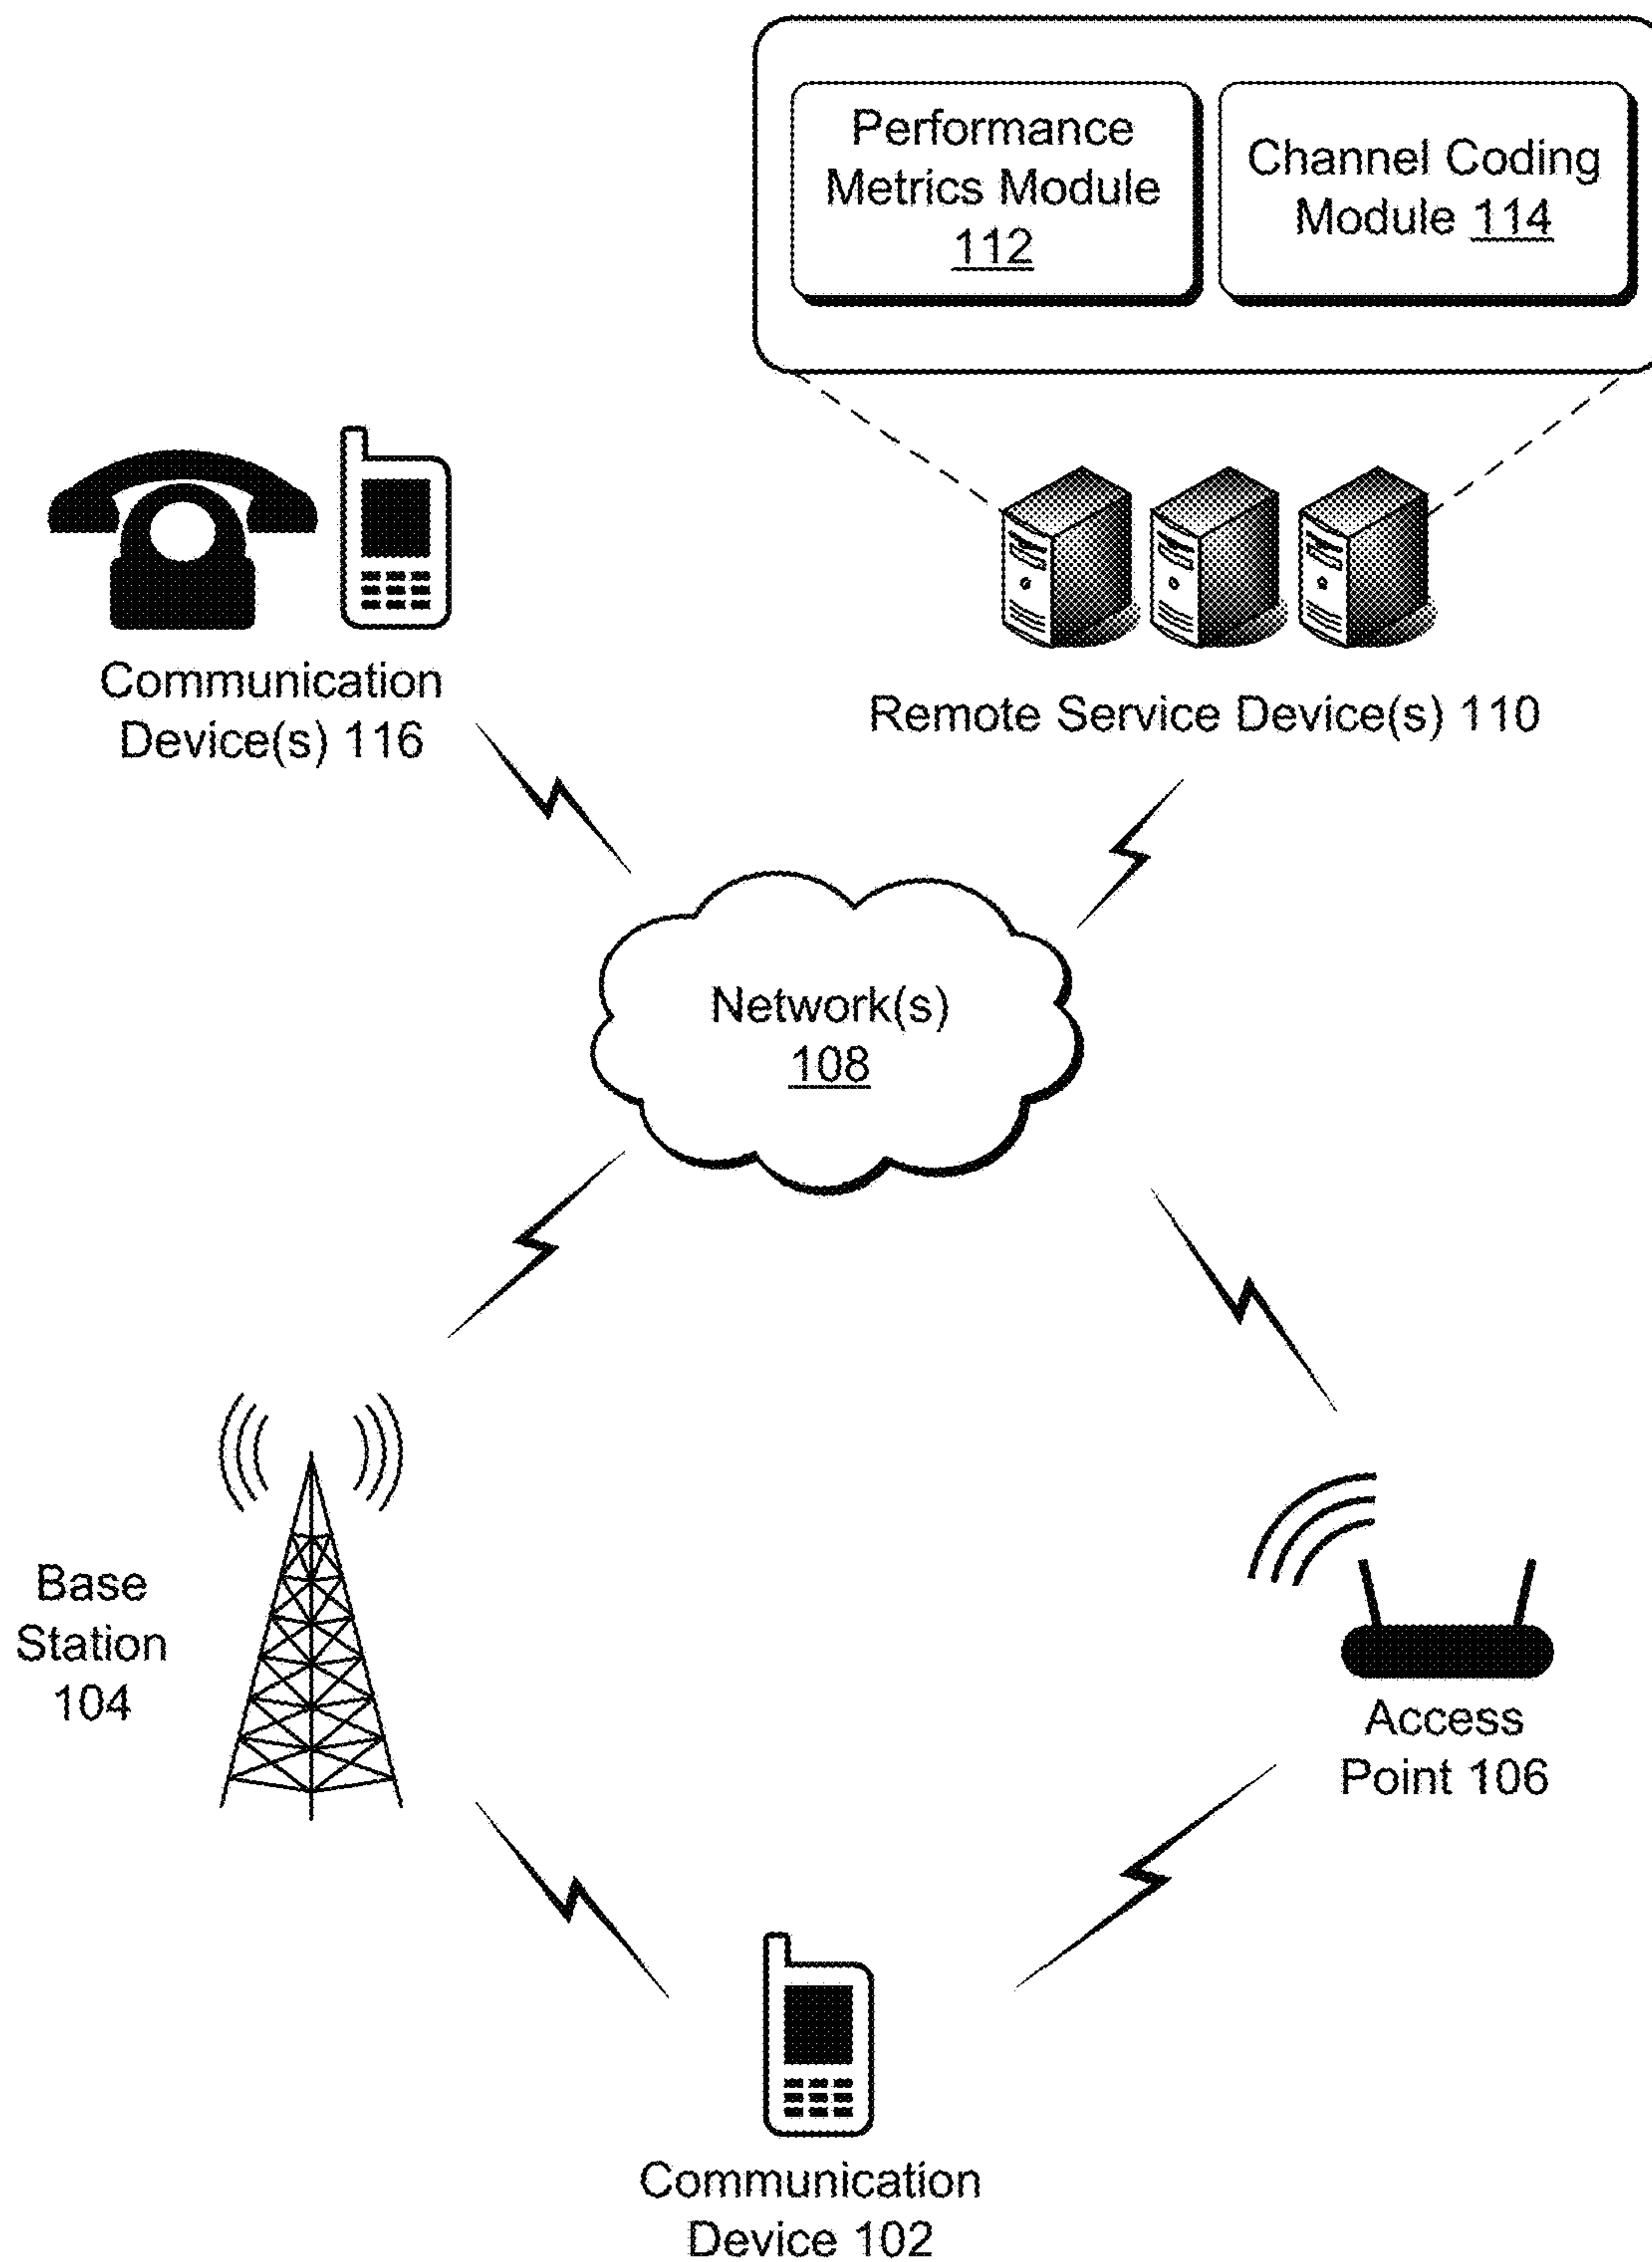 Performance
Metrics Module
112
Channel Coding
Module 114
Communication
Device(s) 116
Remote Service Device(s) 110
Network(s)
108
Base
Station
104
Access
Point 106
Communication
Device 102